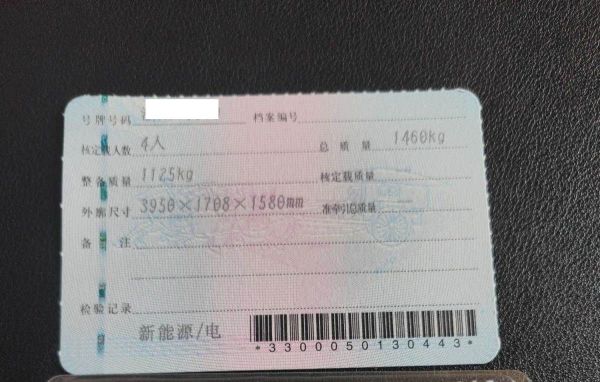 号牌号码 档案编号
核定载人数 4人 总质量 1460kg
整备质量 1125kg 核定载质量
外廓尺寸 3950×1708×1580mm 准牵引总质量
备注
检验记录
新能源/电
*3300050130443*